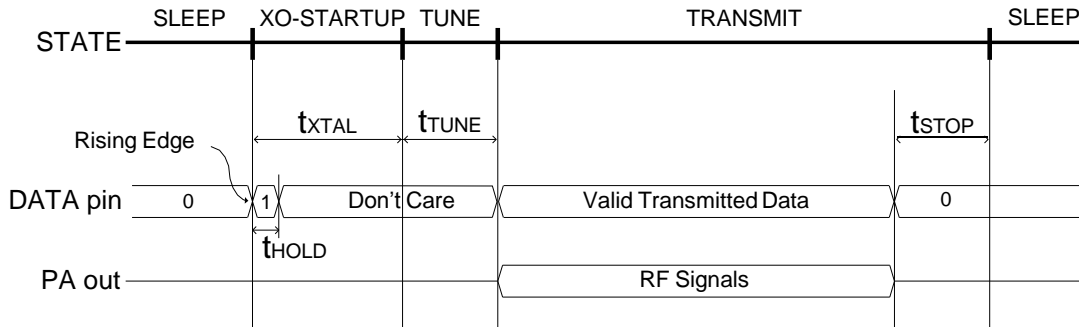 SLEEP XO-STARTUP TUNE TRANSMIT SLEEP
STATE
tXTAL tTUNE tSTOP
Rising Edge
DATA pin 0 1 Don't Care Valid Transmitted Data 0
tHOLD
PA out RF Signals